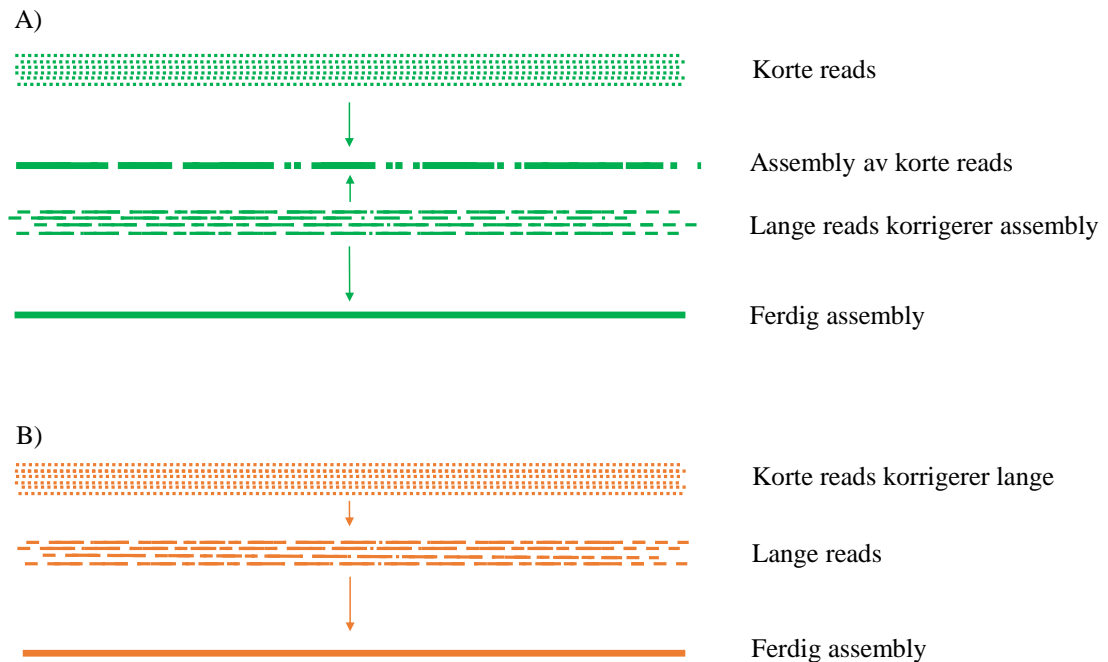 A)
Korte reads
Assembly av korte reads
Lange reads korrigerer assembly
Ferdig assembly
B)
Korte reads korrigerer lange
Lange reads
Ferdig assembly